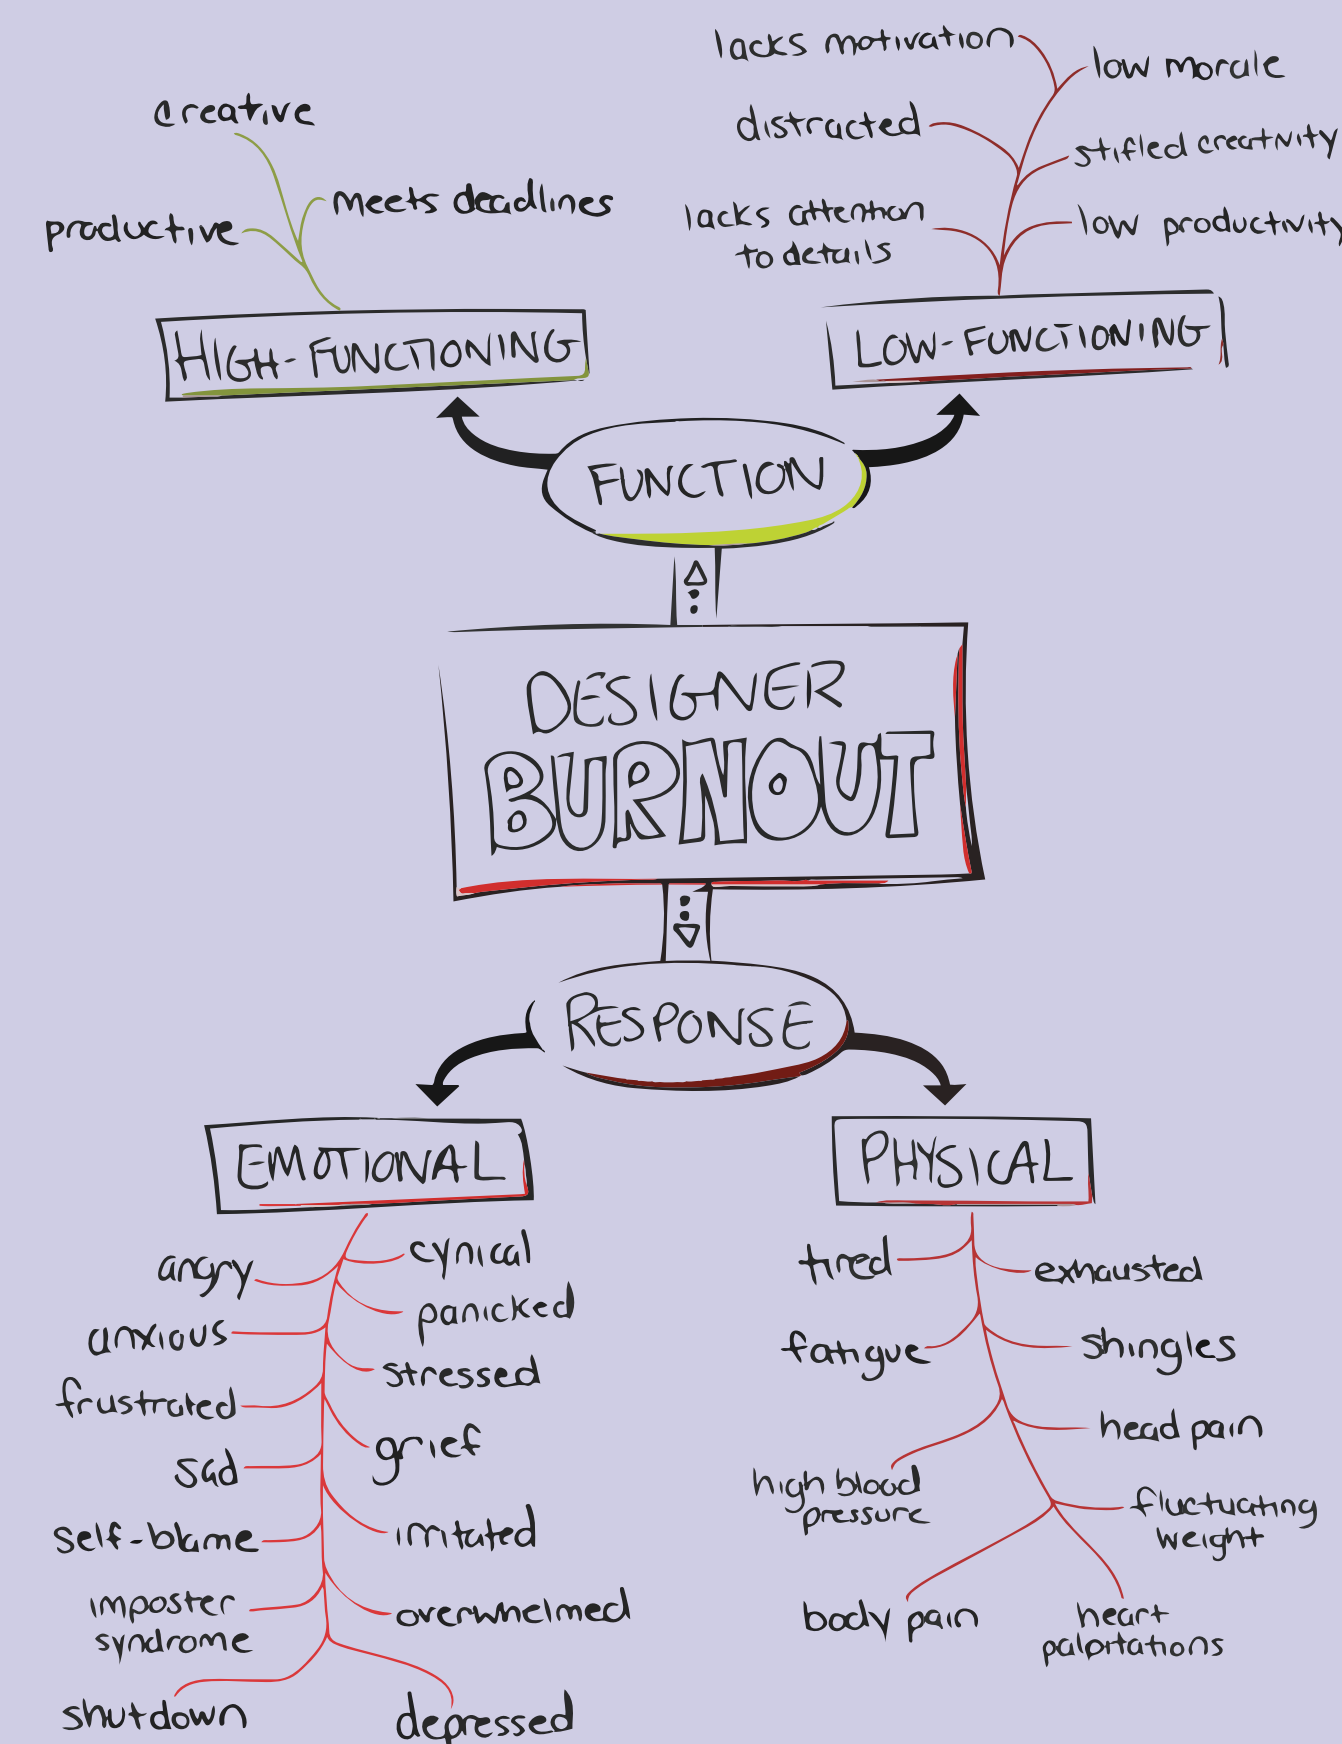 creative
meets deadlines
productive
HIGH-FUNCTIONING
lacks motivation
low morale
distracted
stifled creativity
lacks attention
to details
low productivity
LOW-FUNCTIONING
FUNCTION
DESIGNER
BURNOUT
RESPONSE
EMOTIONAL
angry
cynical
panicked
anxious
stressed
frustrated
grief
sad
irritated
self-blame
imposter
syndrome
overwhelmed
shutdown
depressed
PHYSICAL
tired
exhausted
fatigue
shingles
head pain
high blood
pressure
fluctuating
weight
body pain
heart
palpitations